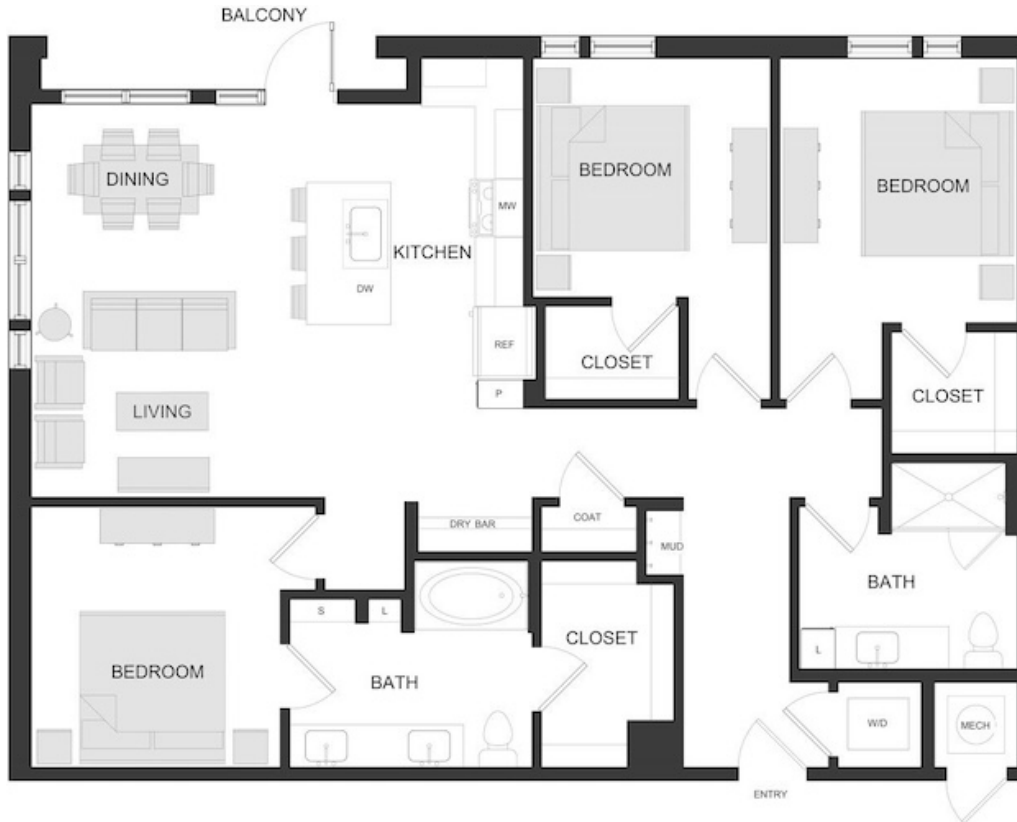 BALCONY
DINING
BEDROOM
BEDROOM
MW
KITCHEN
DW
REF
CLOSET
P
CLOSET
LIVING
DRY BAR
COAT
MUD
BATH
S
L
CLOSET
L
BEDROOM
BATH
W/D
MECH
ENTRY